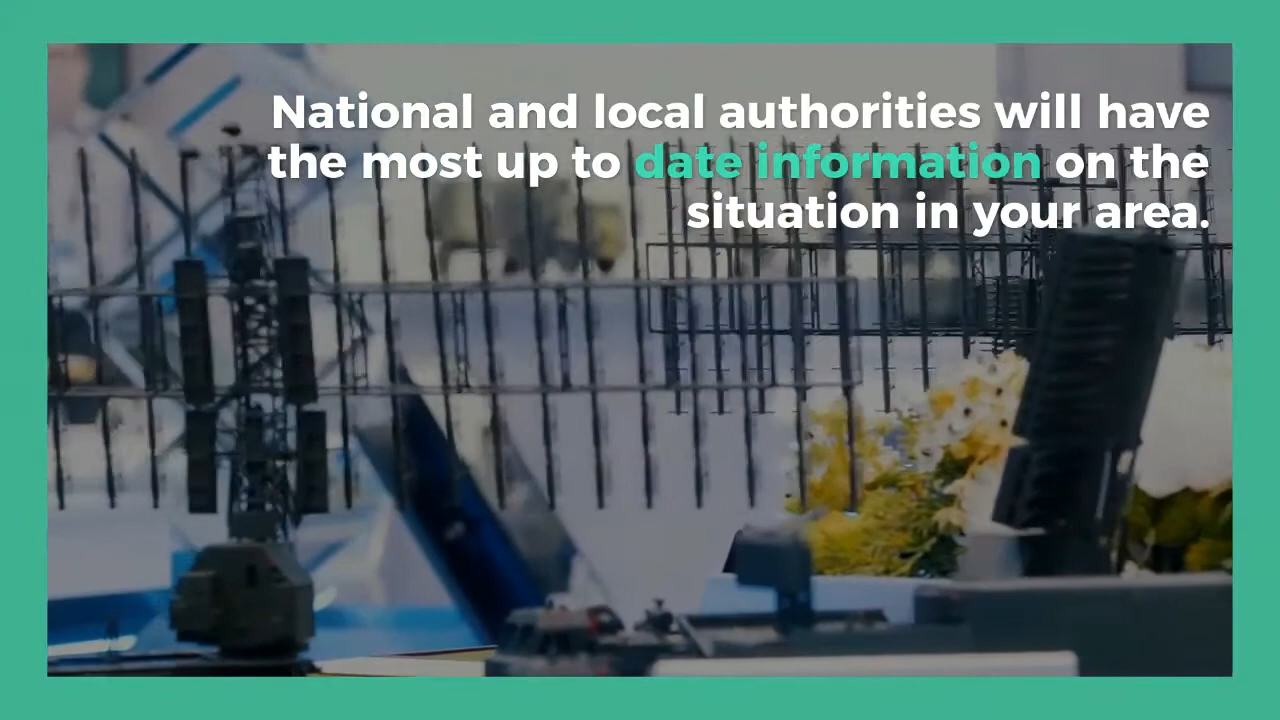 National and local authorities will have
the most up to date information on the
situation in your area.